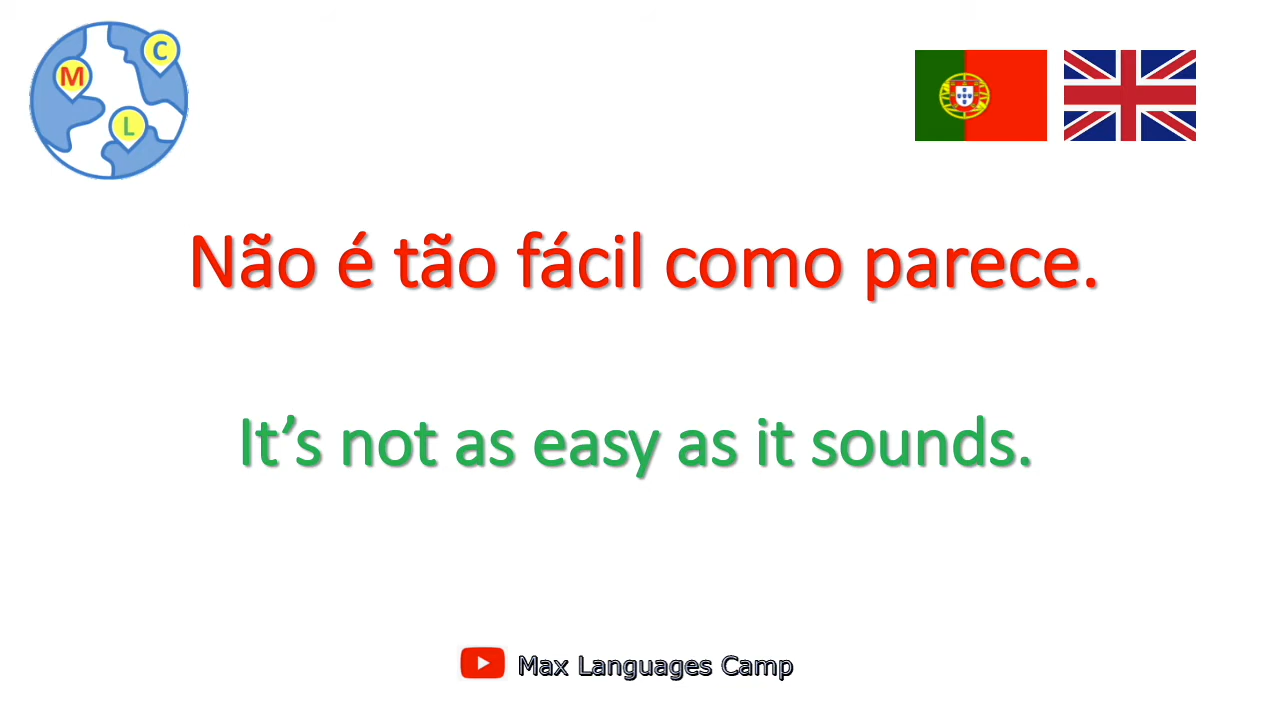 C
M
L
Não é tão fácil como parece.
It’s not as easy as it sounds.
Max Languages Camp